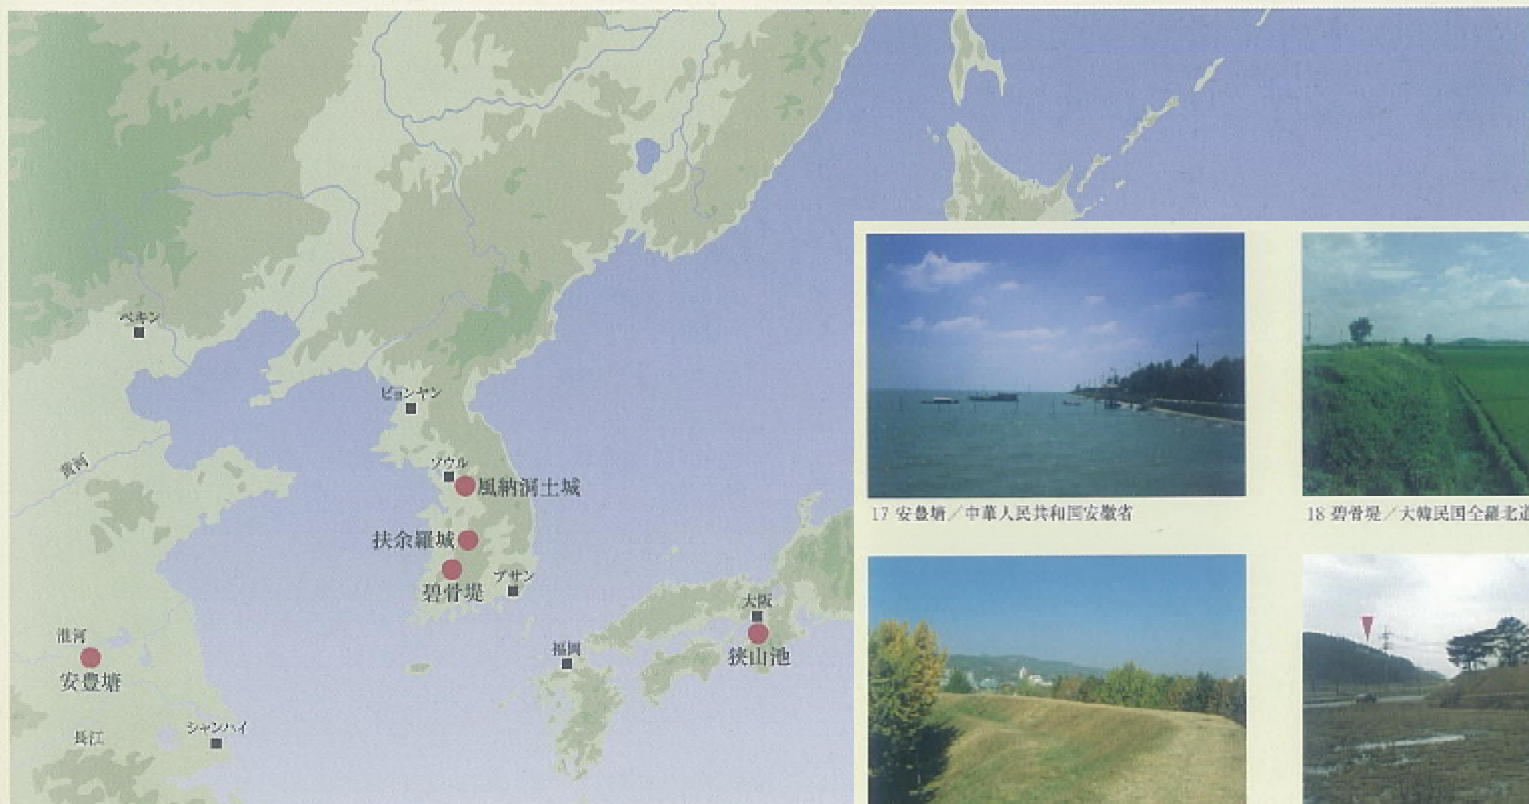 ペキン
ピョンヤン
黄河
ソウル
風納洞土城
扶余羅城
碧骨堤
プサン
大阪
狭山池
福岡
淮河
安豊塘
シャンハイ
長江
17 安豊塘／中華人民共和国安徽省
18 碧骨堤／大韓民国全羅北道